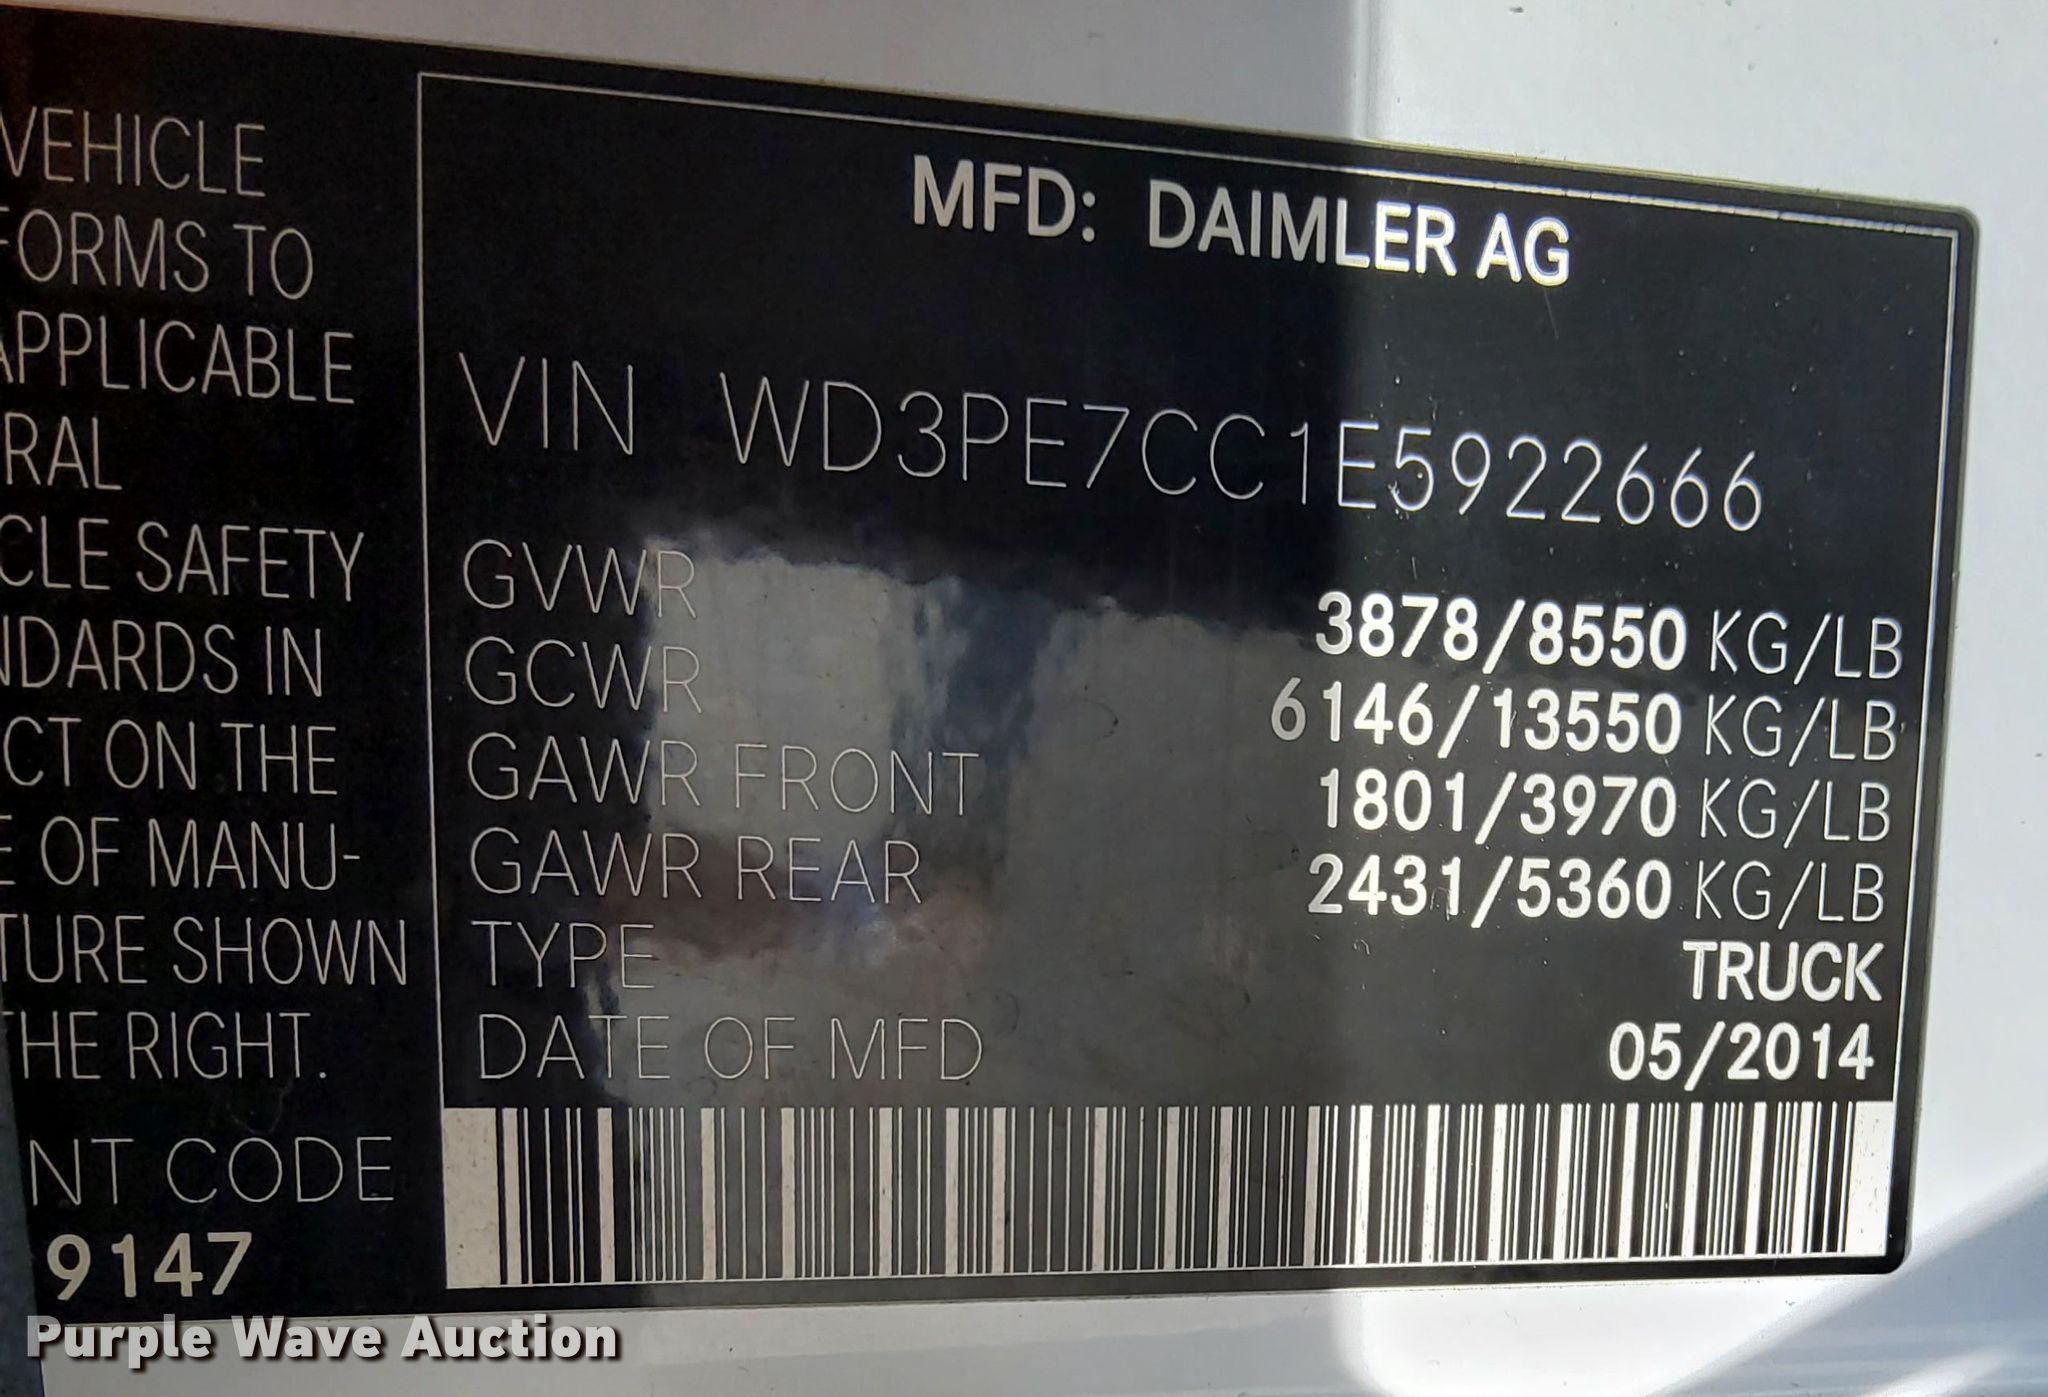 VEHICLE
FORMS TO
APPLICABLE
RAL
CLE SAFETY
NDARDS IN
CT ON THE
E OF MANU-
TURE SHOWN
THE RIGHT.
NT CODE
9147
MFD: DAIMLER AG
VIN WD3PE7CC1E5922666
GVWR 3878/8550 KG/LB
GCWR 6146/13550 KG/LB
GAWR FRONT 1801/3970 KG/LB
GAWR REAR 2431/5360 KG/LB
TYPE TRUCK
DATE OF MFD 05/2014
Purple Wave Auction